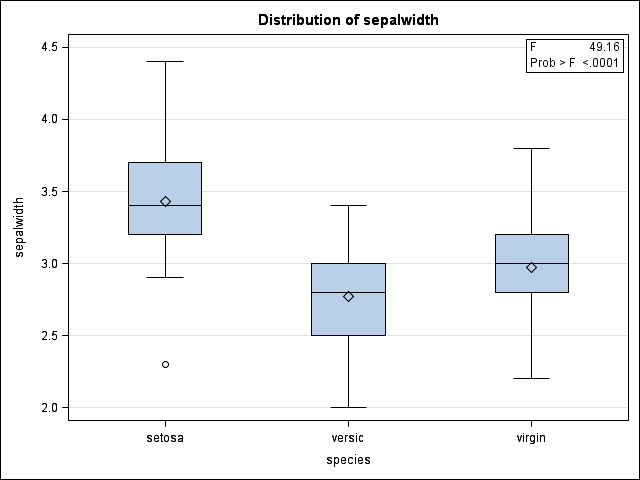 Distribution of sepalwidth
F 49.16
Prob > F <.0001
4.5
4.0
3.5
3.0
2.5
2.0
sepalwidth
setosa versic virgin
species